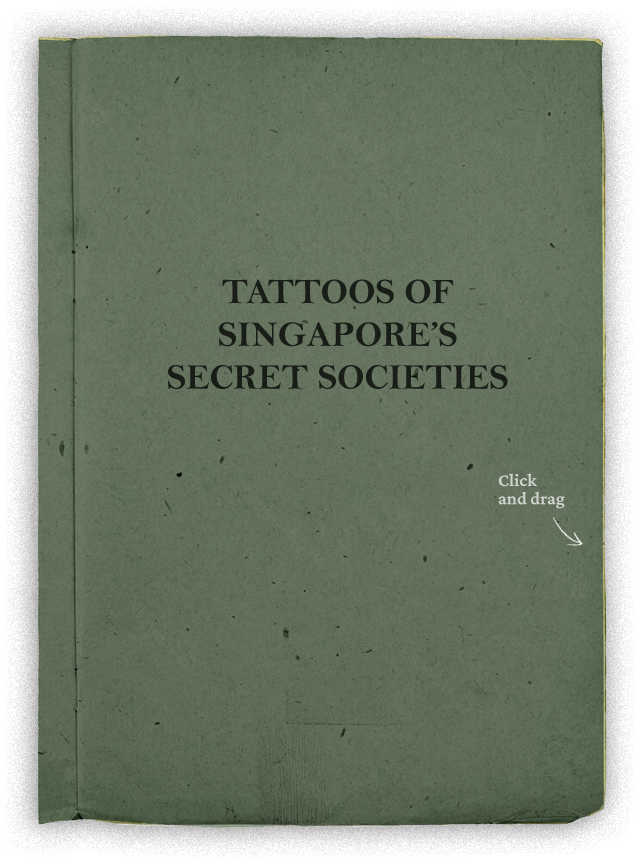 TATTOOS OF
SINGAPORE’S
SECRET SOCIETIES
Click
and drag